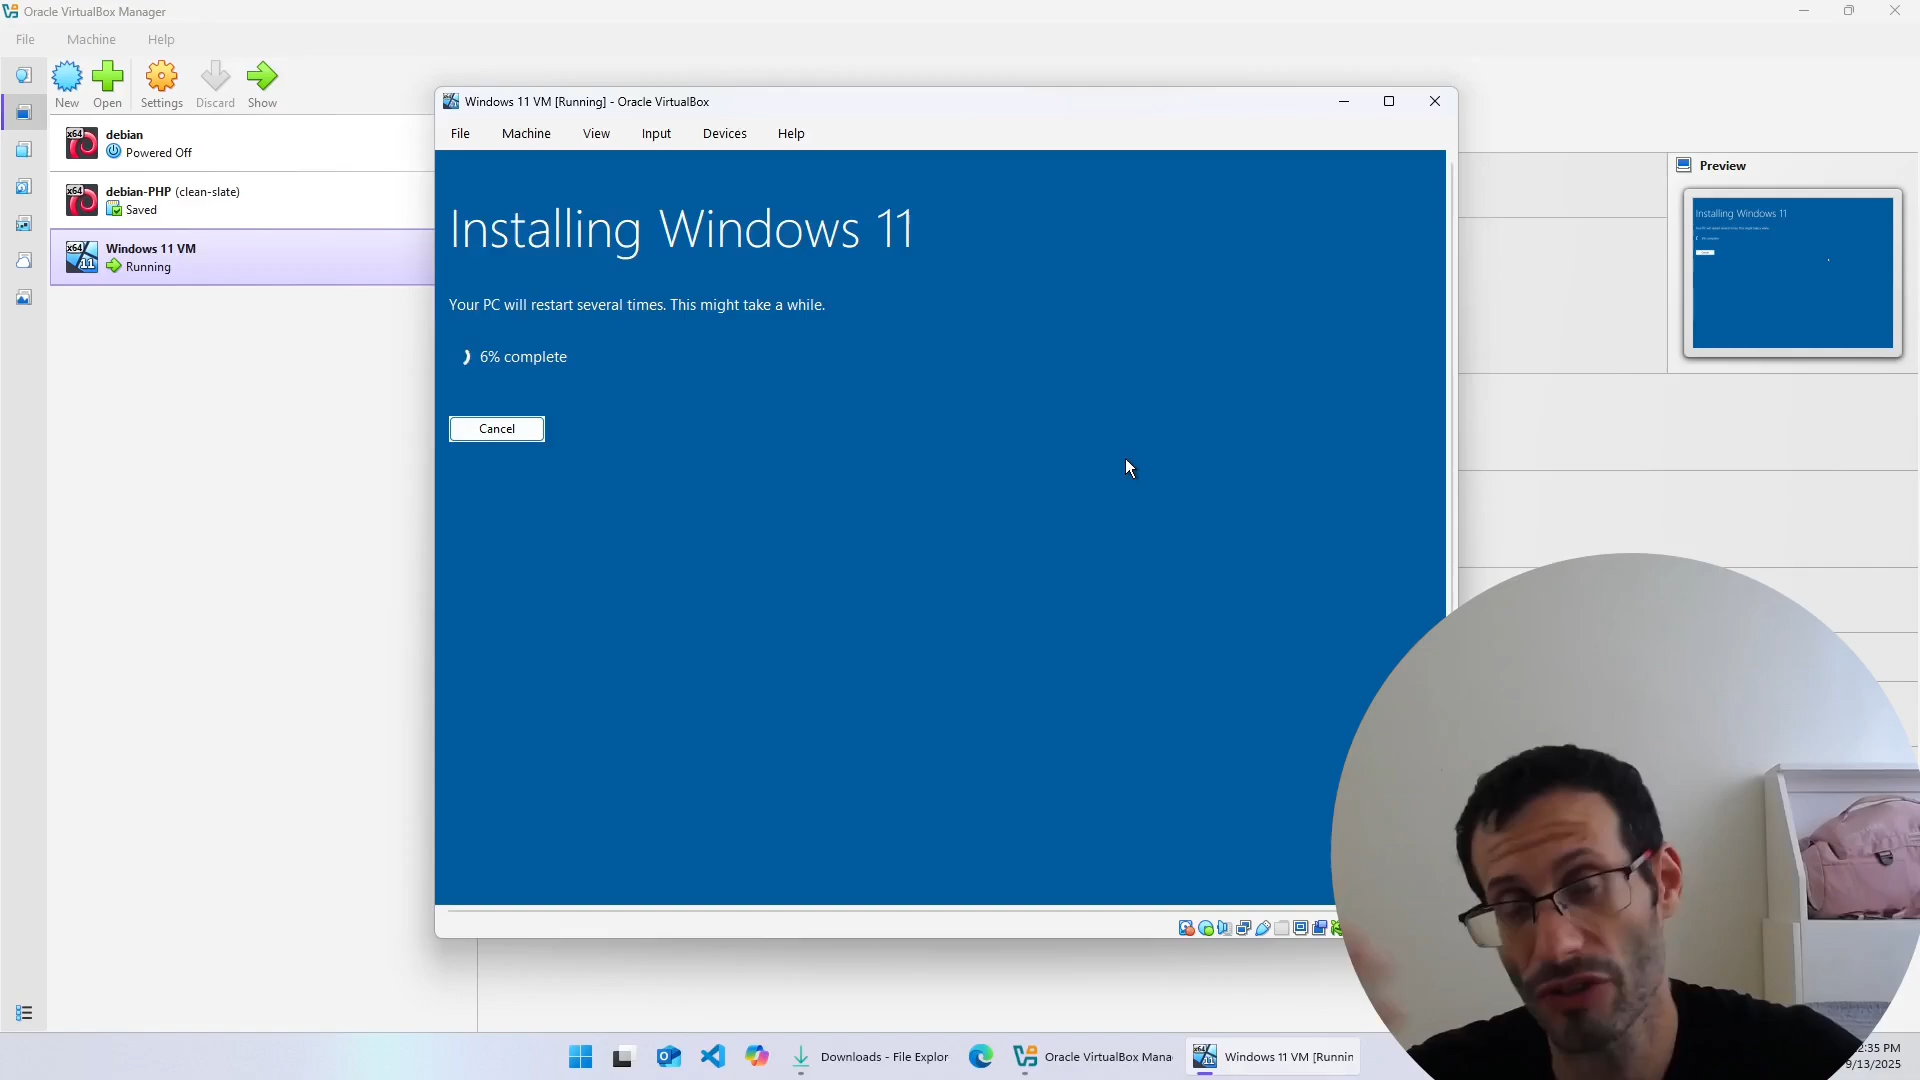 Oracle VirtualBox Manager
File Machine Help
New Open Settings Discard Show
debian
Powered Off
debian-PHP (clean-slate)
Saved
Windows 11 VM
Running
Windows 11 VM [Running] - Oracle VirtualBox
File Machine View Input Devices Help
Installing Windows 11
Your PC will restart several times. This might take a while.
6% complete
Cancel
Preview
Installing Windows 11
Downloads - File Explor
Oracle VirtualBox Mana
Windows 11 VM [Runnin
2:35 PM
9/13/2025